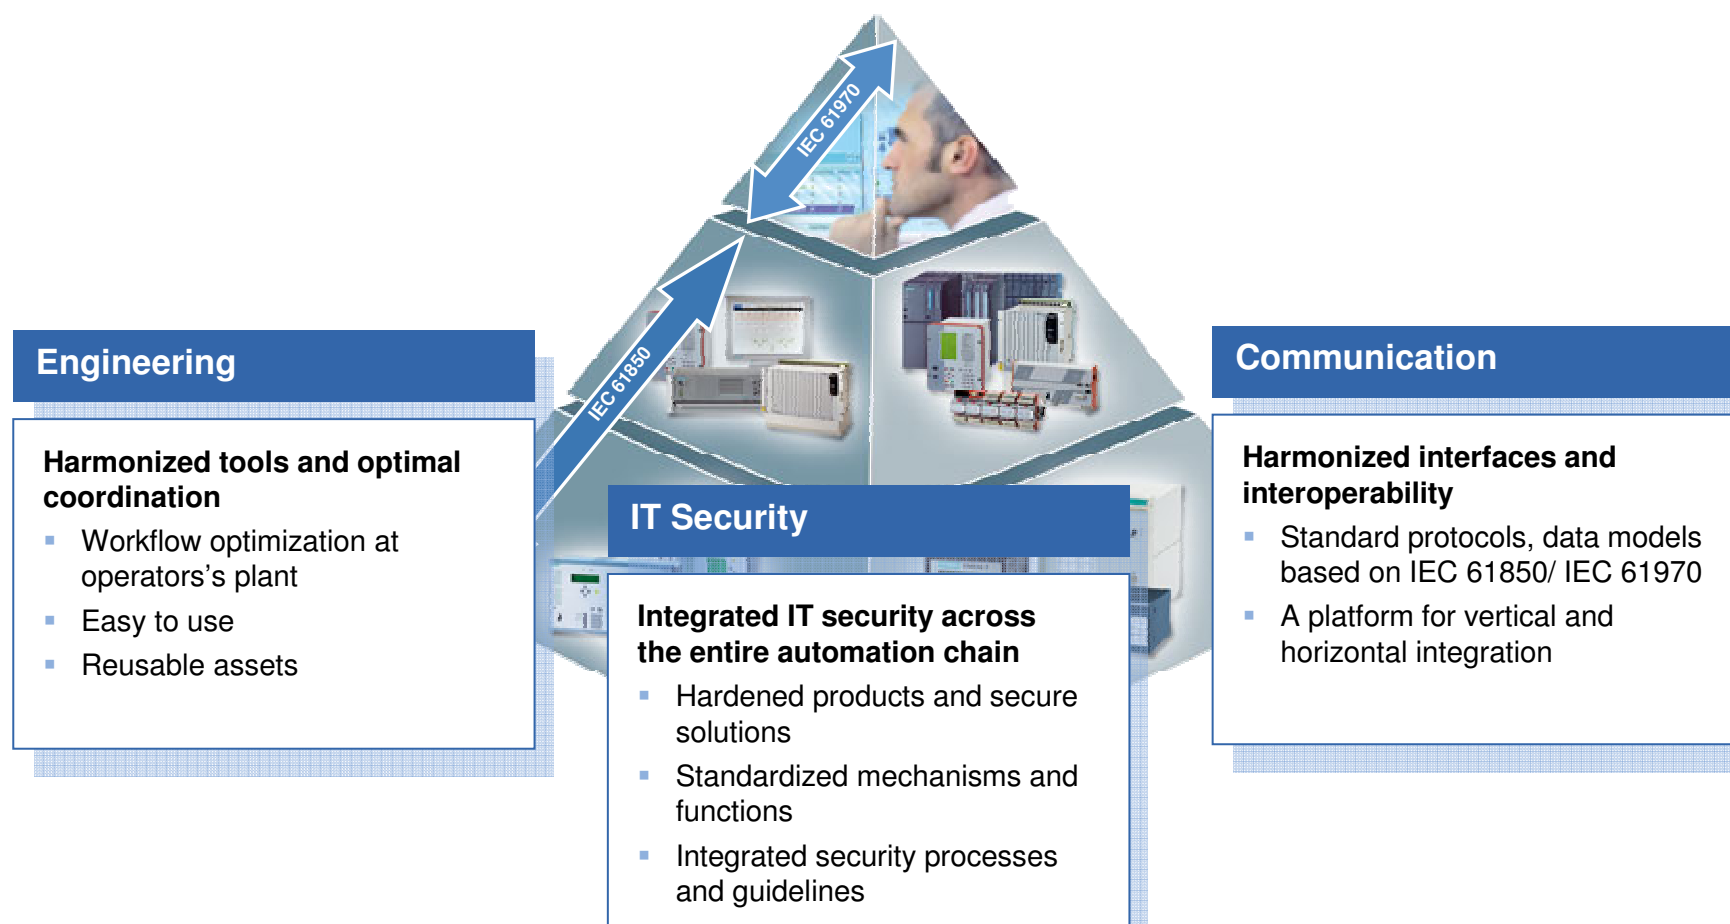 IEC 61970
IEC 61850
Engineering
Harmonized tools and optimal
coordination
Workflow optimization at
operators's plant
Easy to use
Reusable assets
IT Security
Integrated IT security across
the entire automation chain
Hardened products and secure
solutions
Standardized mechanisms and
functions
Integrated security processes
and guidelines
Communication
Harmonized interfaces and
interoperability
Standard protocols, data models
based on IEC 61850/ IEC 61970
A platform for vertical and
horizontal integration